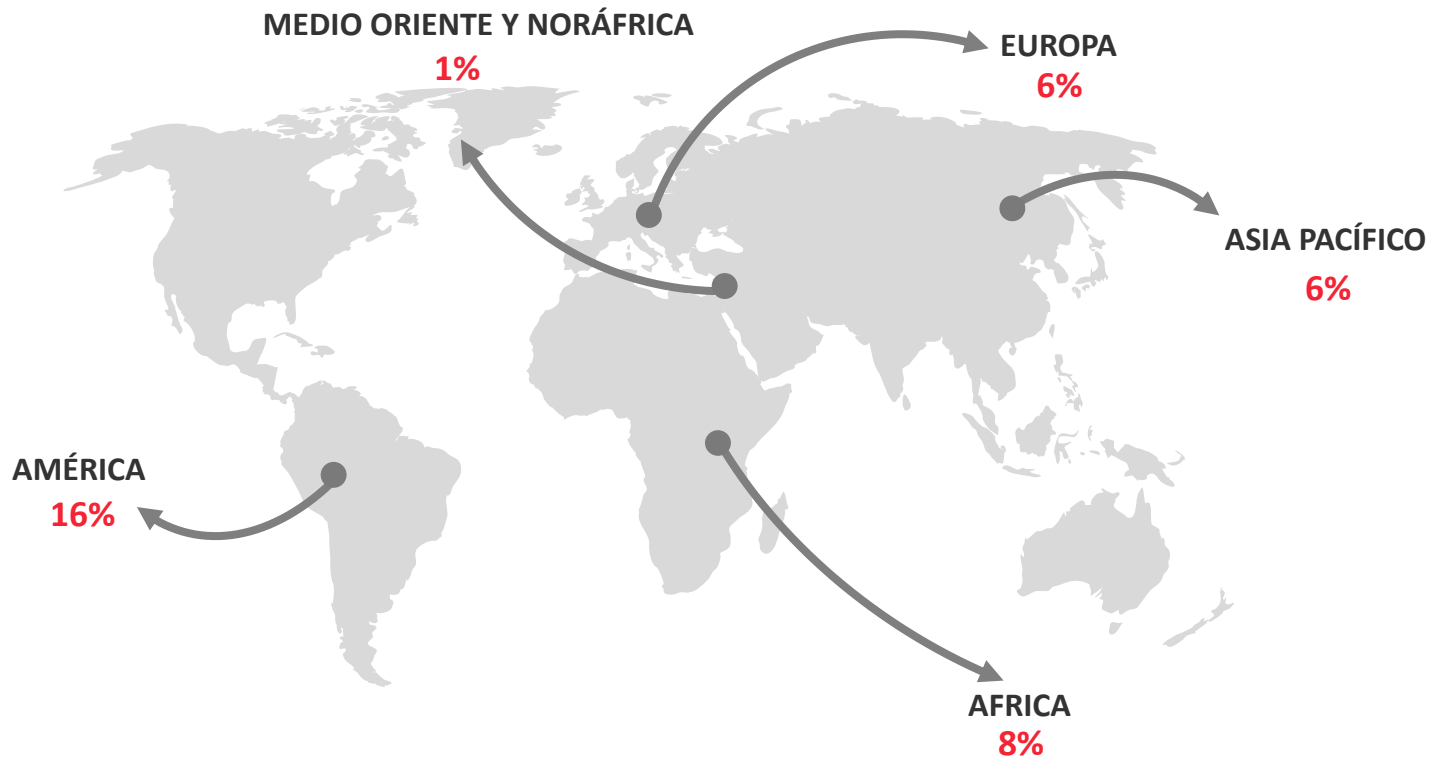 MEDIO ORIENTE Y NORÁFRICA
1%
EUROPA
6%
ASIA PACÍFICO
6%
AMÉRICA
16%
AFRICA
8%